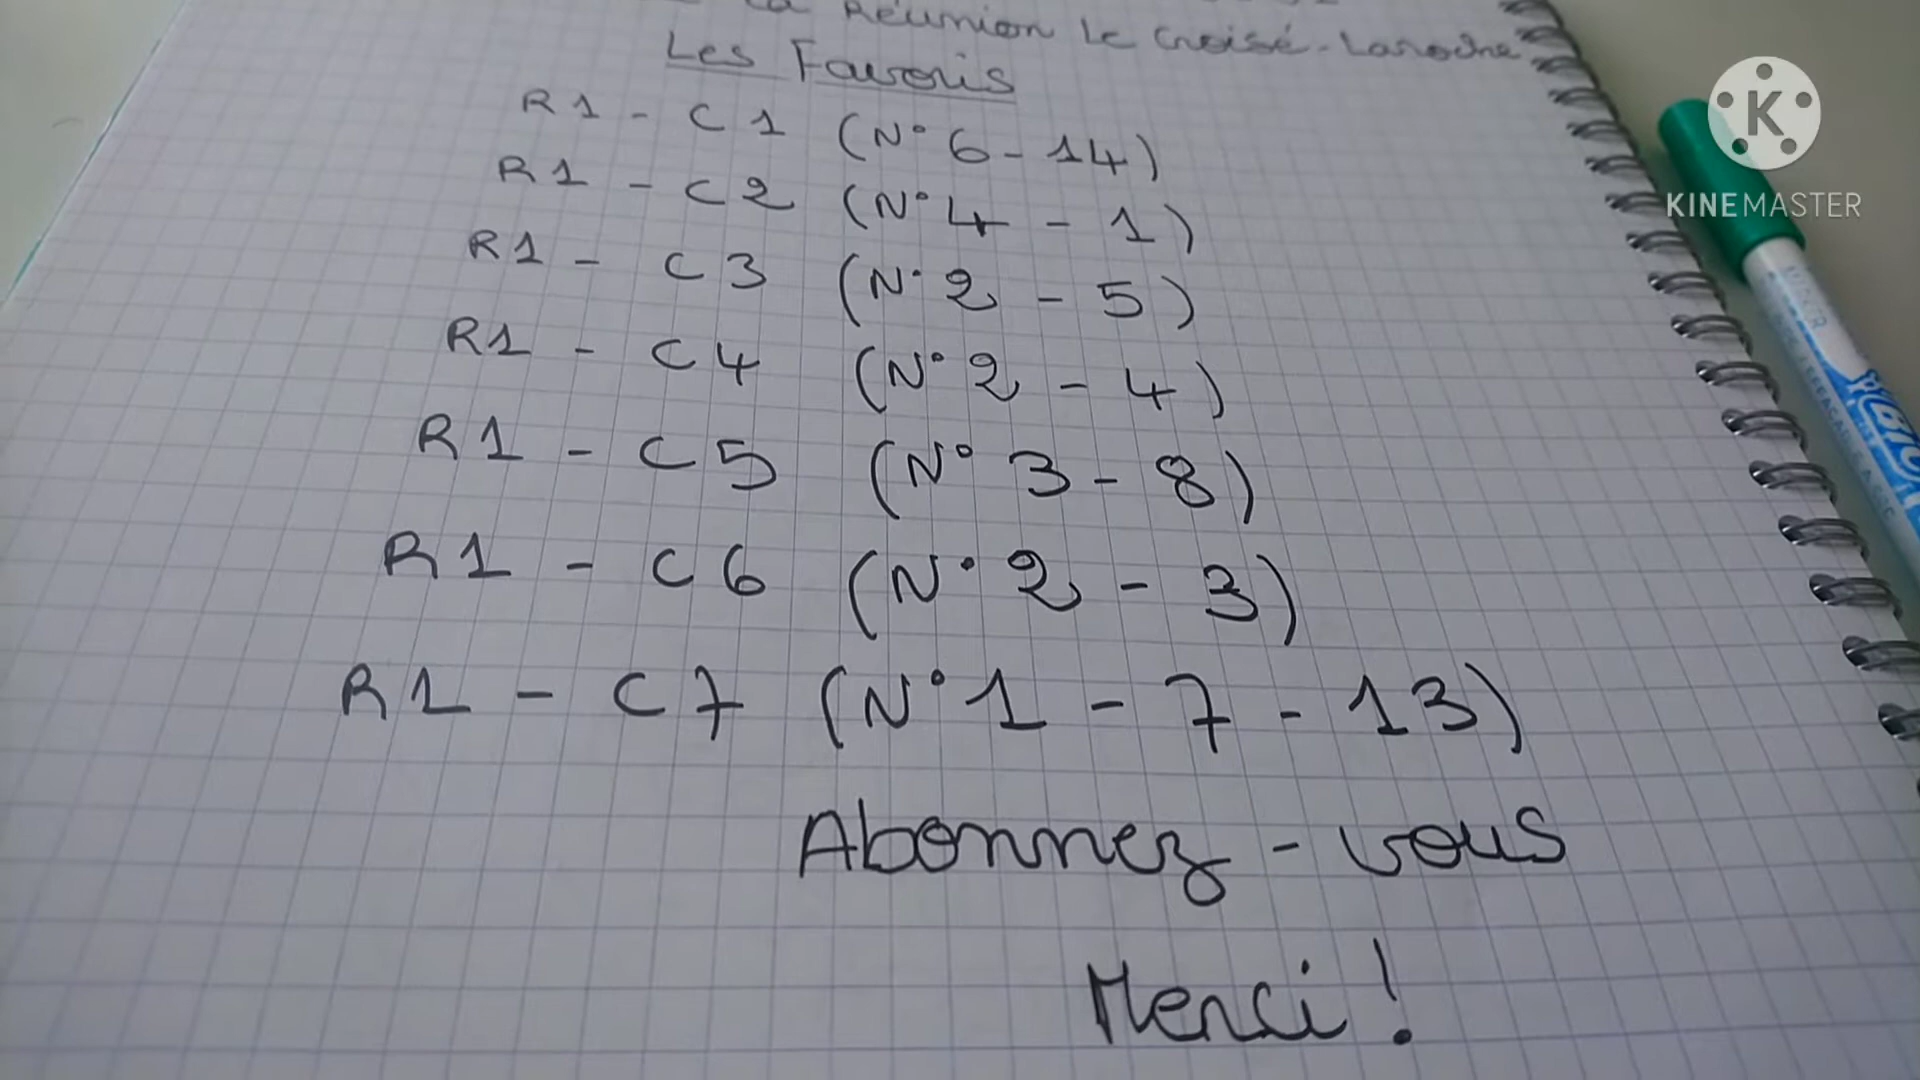 la Réunion Le Croisé-Laroche
Les Favoris
R1 - C1 (N° 6 - 14)
R1 - C2 (N° 4 - 1)
R1 - C3 (N° 2 - 5)
R1 - C4 (N° 2 - 4)
R1 - C5 (N° 3 - 8)
R1 - C6 (N° 2 - 3)
R1 - C7 (N° 1 - 7 - 13)
Abonnez-vous
Merci !
K
KINEMASTER